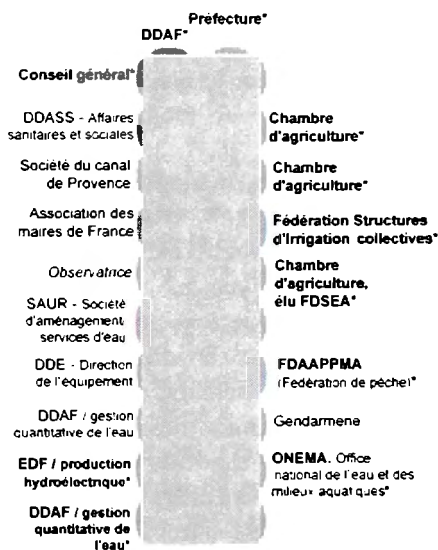 Préfecture*
DDAF*
Conseil général*
DDASS - Affaires
sanitaires et sociales
Société du canal
de Provence
Association des
maires de France
Observatrice
SAUR - Société
d'aménagement
services d'eau
DDE - Direction
de l'équipement
DDAF / gestion
quantitative de l'eau
EDF / production
hydroélectrique*
DDAF / gestion
quantitative de
l'eau*
Chambre
d'agriculture*
Chambre
d'agriculture*
Fédération Structures
d'Irrigation collectives*
Chambre
d'agriculture,
élu FDSEA*
FDAAPPMA
(Fédération de pêche)*
Gendarmerie
ONEMA. Office
national de l'eau et des
milieux aquatiques*